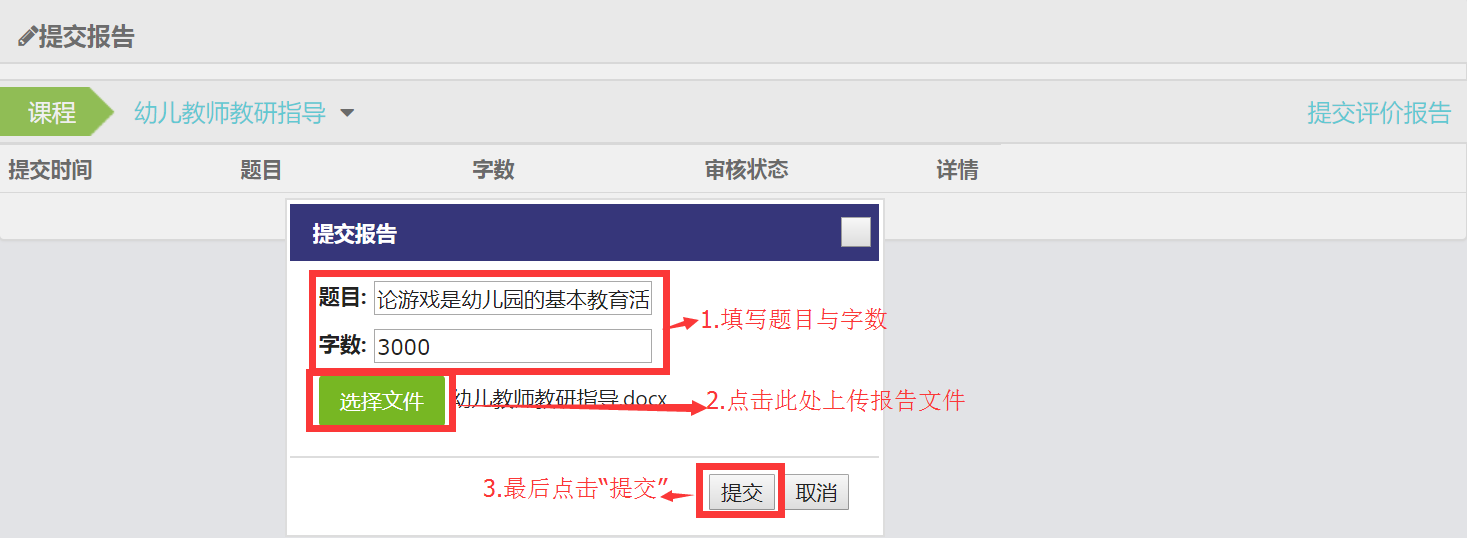 提交报告
课程 幼儿教师教研指导 提交评价报告
提交时间 题目 字数 审核状态 详情
提交报告
题目: 论游戏是幼儿园的基本教育活
1.填写题目与字数
字数: 3000
选择文件 幼儿教师教研指导.docx 2.点击此处上传报告文件
3.最后点击“提交” 提交 取消